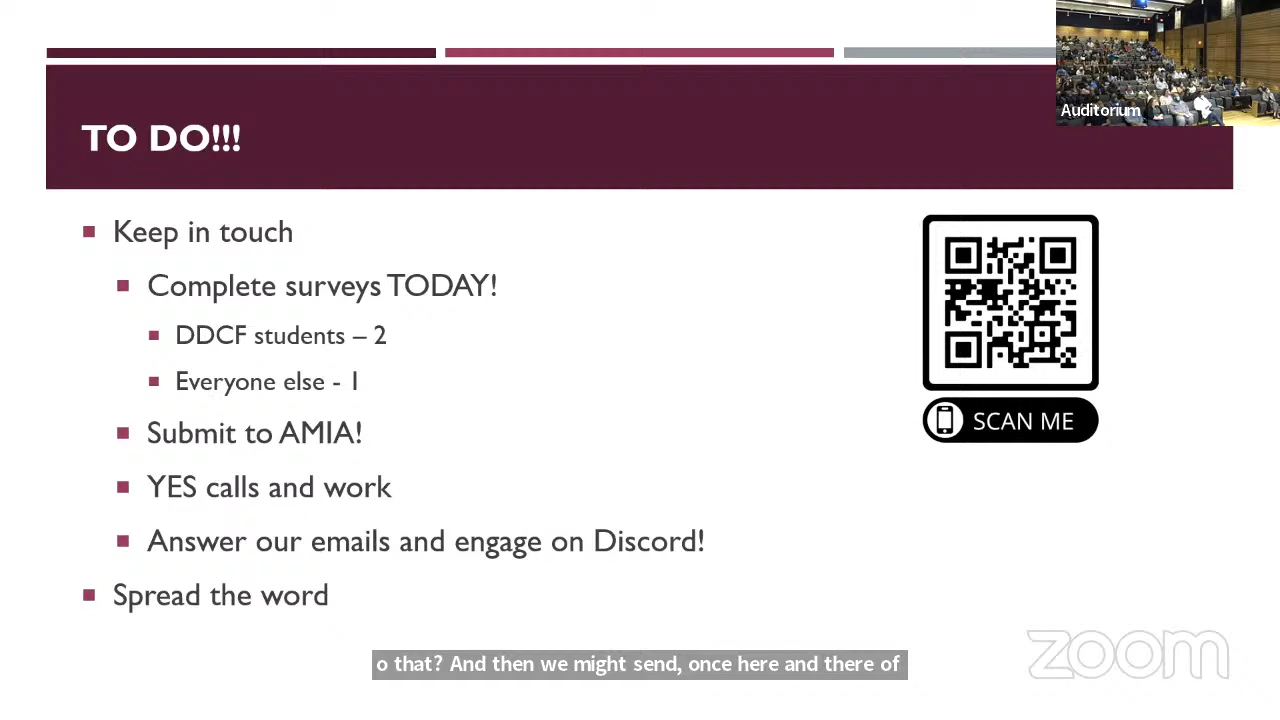 Auditorium
TO DO!!!
Keep in touch
Complete surveys TODAY!
DDCF students – 2
Everyone else - 1
Submit to AMIA!
YES calls and work
Answer our emails and engage on Discord!
Spread the word
SCAN ME
o that? And then we might send, once here and there of
zoom